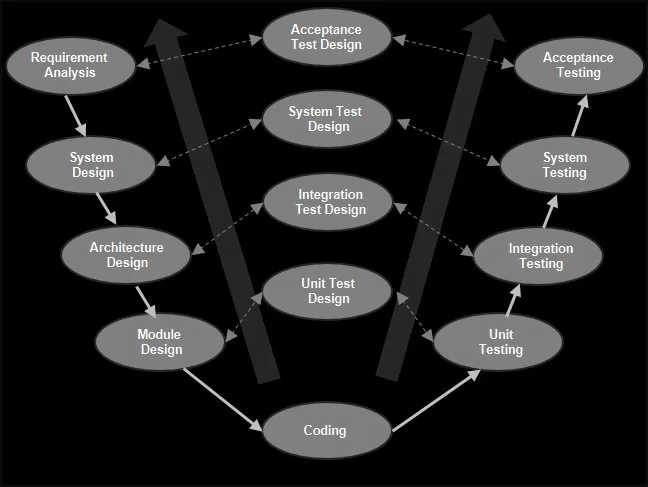 Requirement
Analysis
Acceptance
Test Design
Acceptance
Testing
System
Design
System Test
Design
System
Testing
Architecture
Design
Integration
Test Design
Integration
Testing
Module
Design
Unit Test
Design
Unit
Testing
Coding